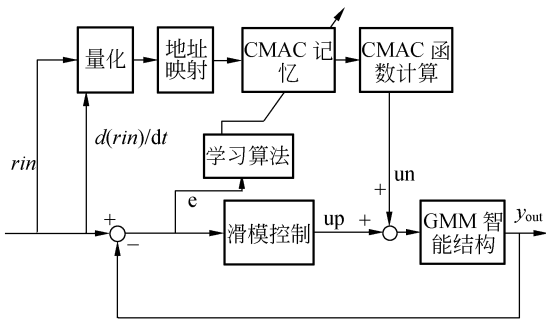 量化
地址
映射
CMAC 记
忆
CMAC 函
数计算
rin
d(rin)/dt
学习算法
e
un
+
+
−
滑模控制
up
+
GMM 智
能结构
yout